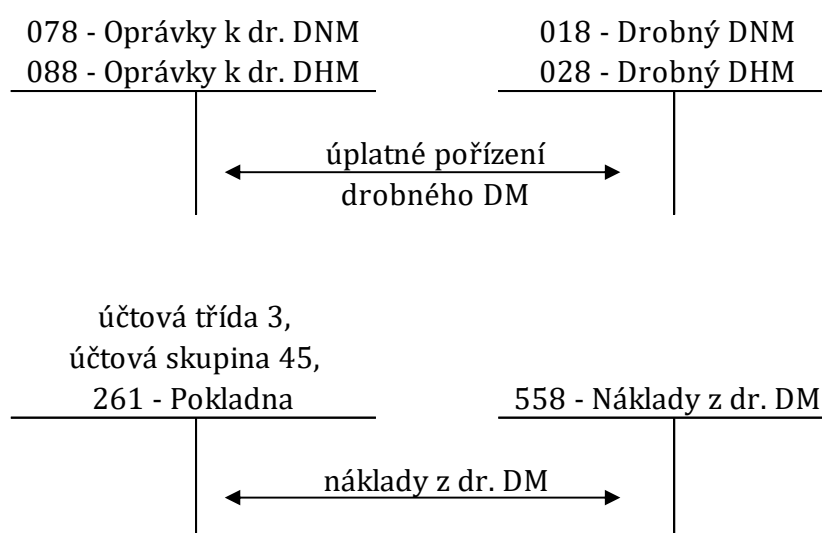 078 - Oprávky k dr. DNM
088 - Oprávky k dr. DHM
018 - Drobný DNM
028 - Drobný DHM
úplatné pořízení
drobného DM
účtová třída 3,
účtová skupina 45,
261 - Pokladna
558 - Náklady z dr. DM
náklady z dr. DM